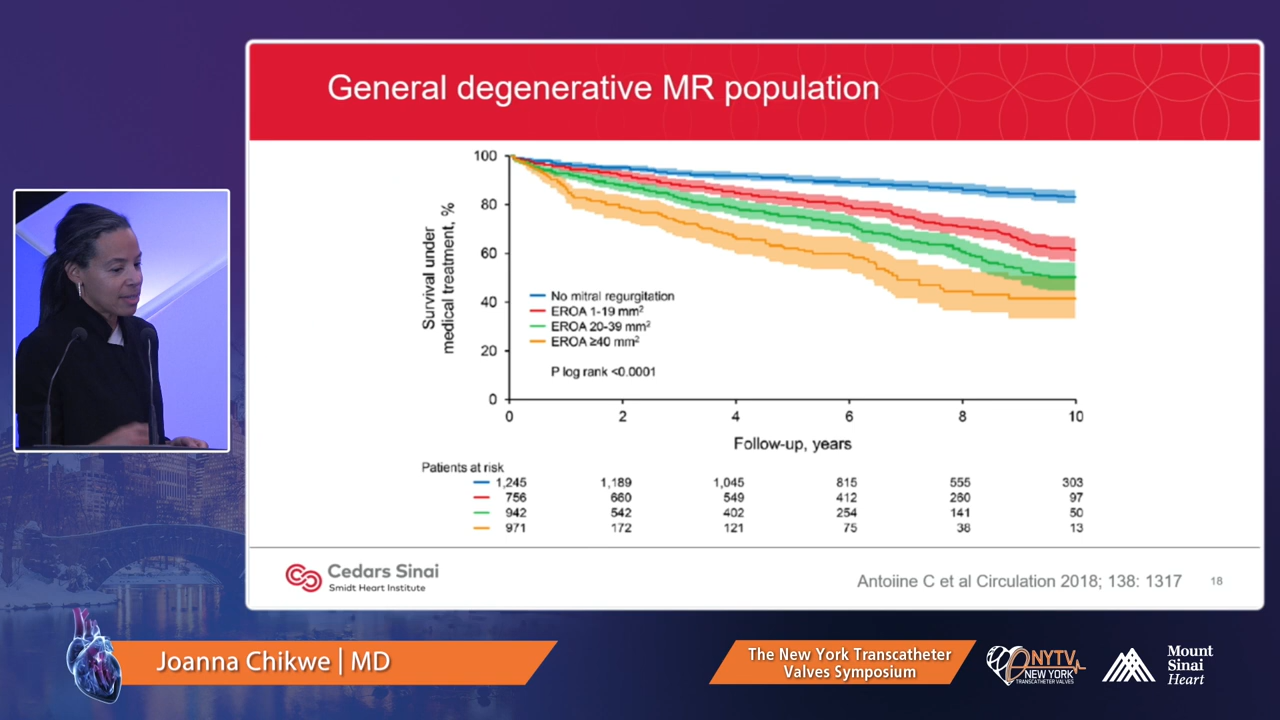 General degenerative MR population
100
80
60
40
20
0
Survival under
medical treatment, %
No mitral regurgitation
EROA 1-19 mm²
EROA 20-39 mm²
EROA ≥40 mm²
P log rank <0.0001
0 2 4 6 8 10
Follow-up, years
Patients at risk
1,245 1,189 1,045 815 555 303
756 660 549 412 260 97
942 542 402 254 141 50
971 172 121 75 38 13
Cedars Sinai
Smidt Heart Institute
Antoiine C et al Circulation 2018; 138: 1317 18
Joanna Chikwe | MD
The New York Transcatheter
Valves Symposium
NYTV
NEW YORK
TRANSCATHETER VALVES
Mount
Sinai
Heart